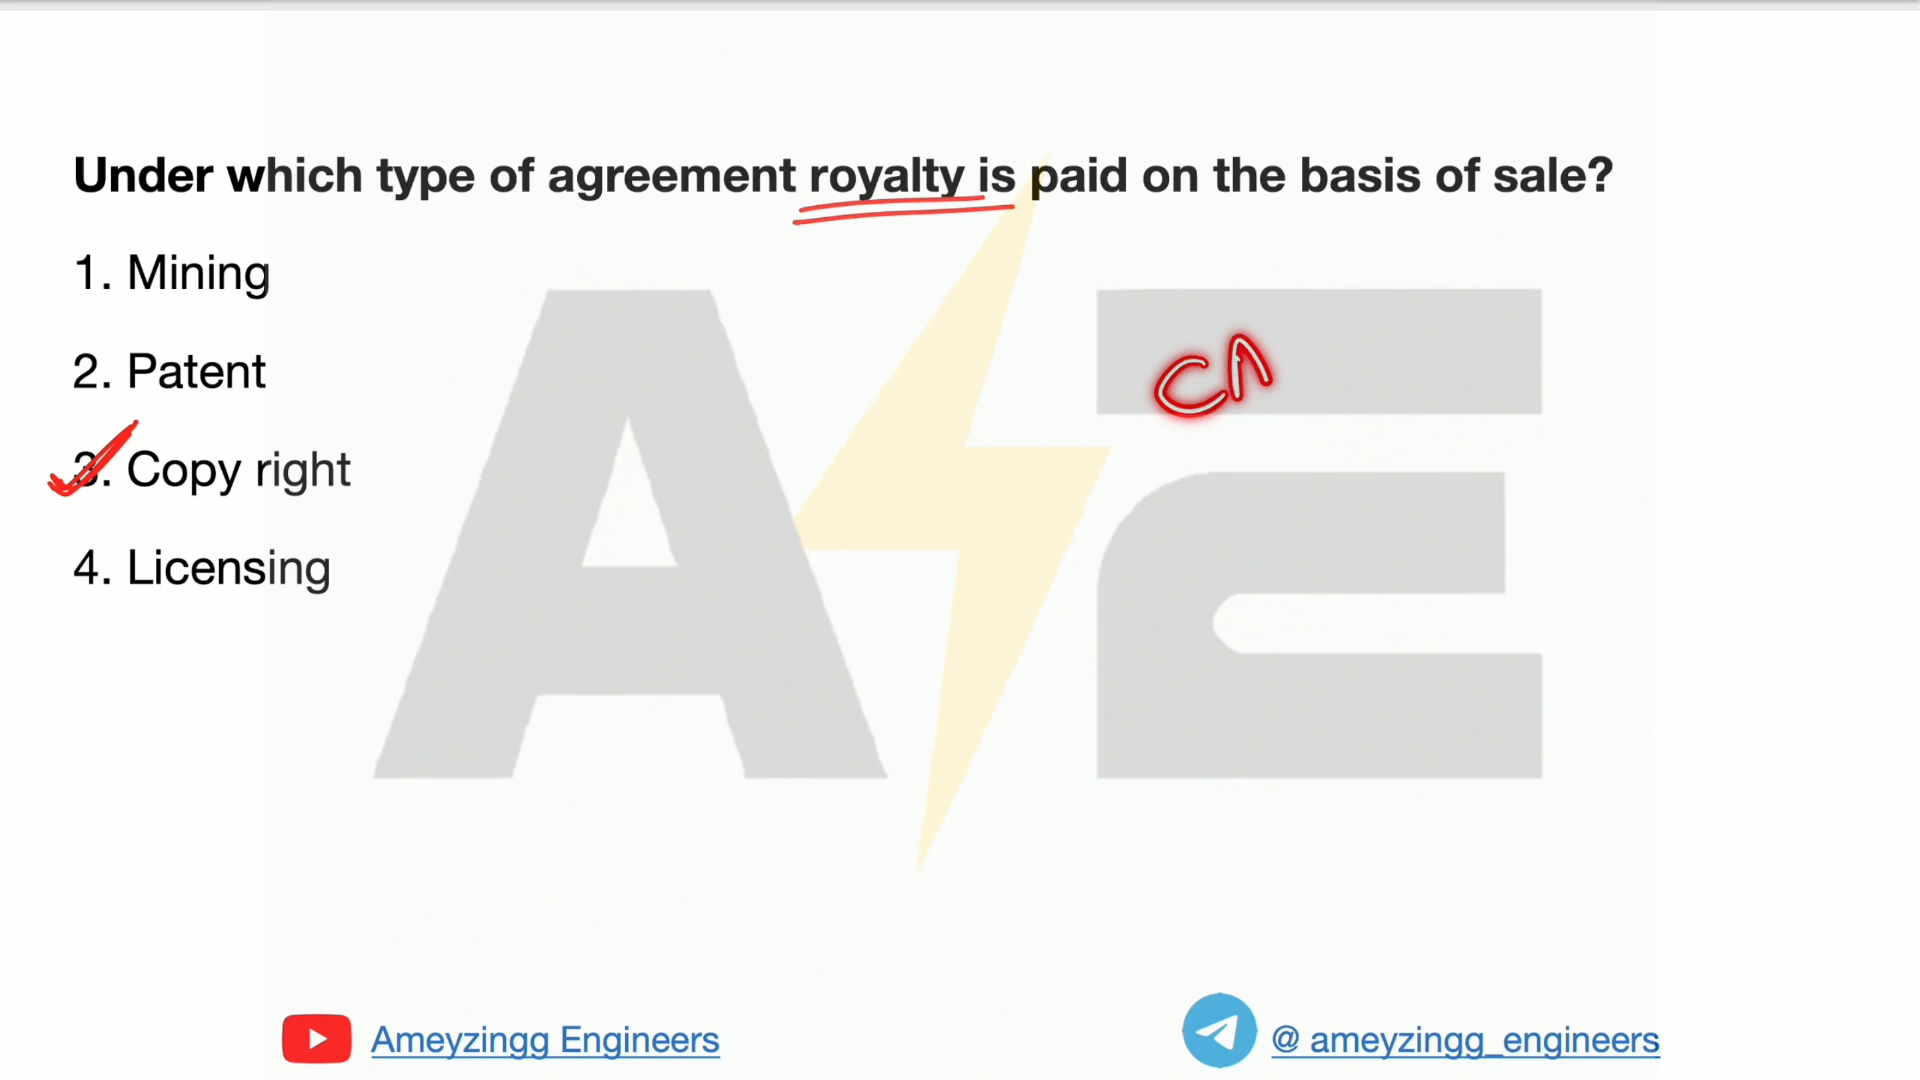 Under which type of agreement royalty is paid on the basis of sale?
1. Mining
2. Patent
3. Copy right
4. Licensing
Ameyzingg Engineers
@ ameyzingg_engineers